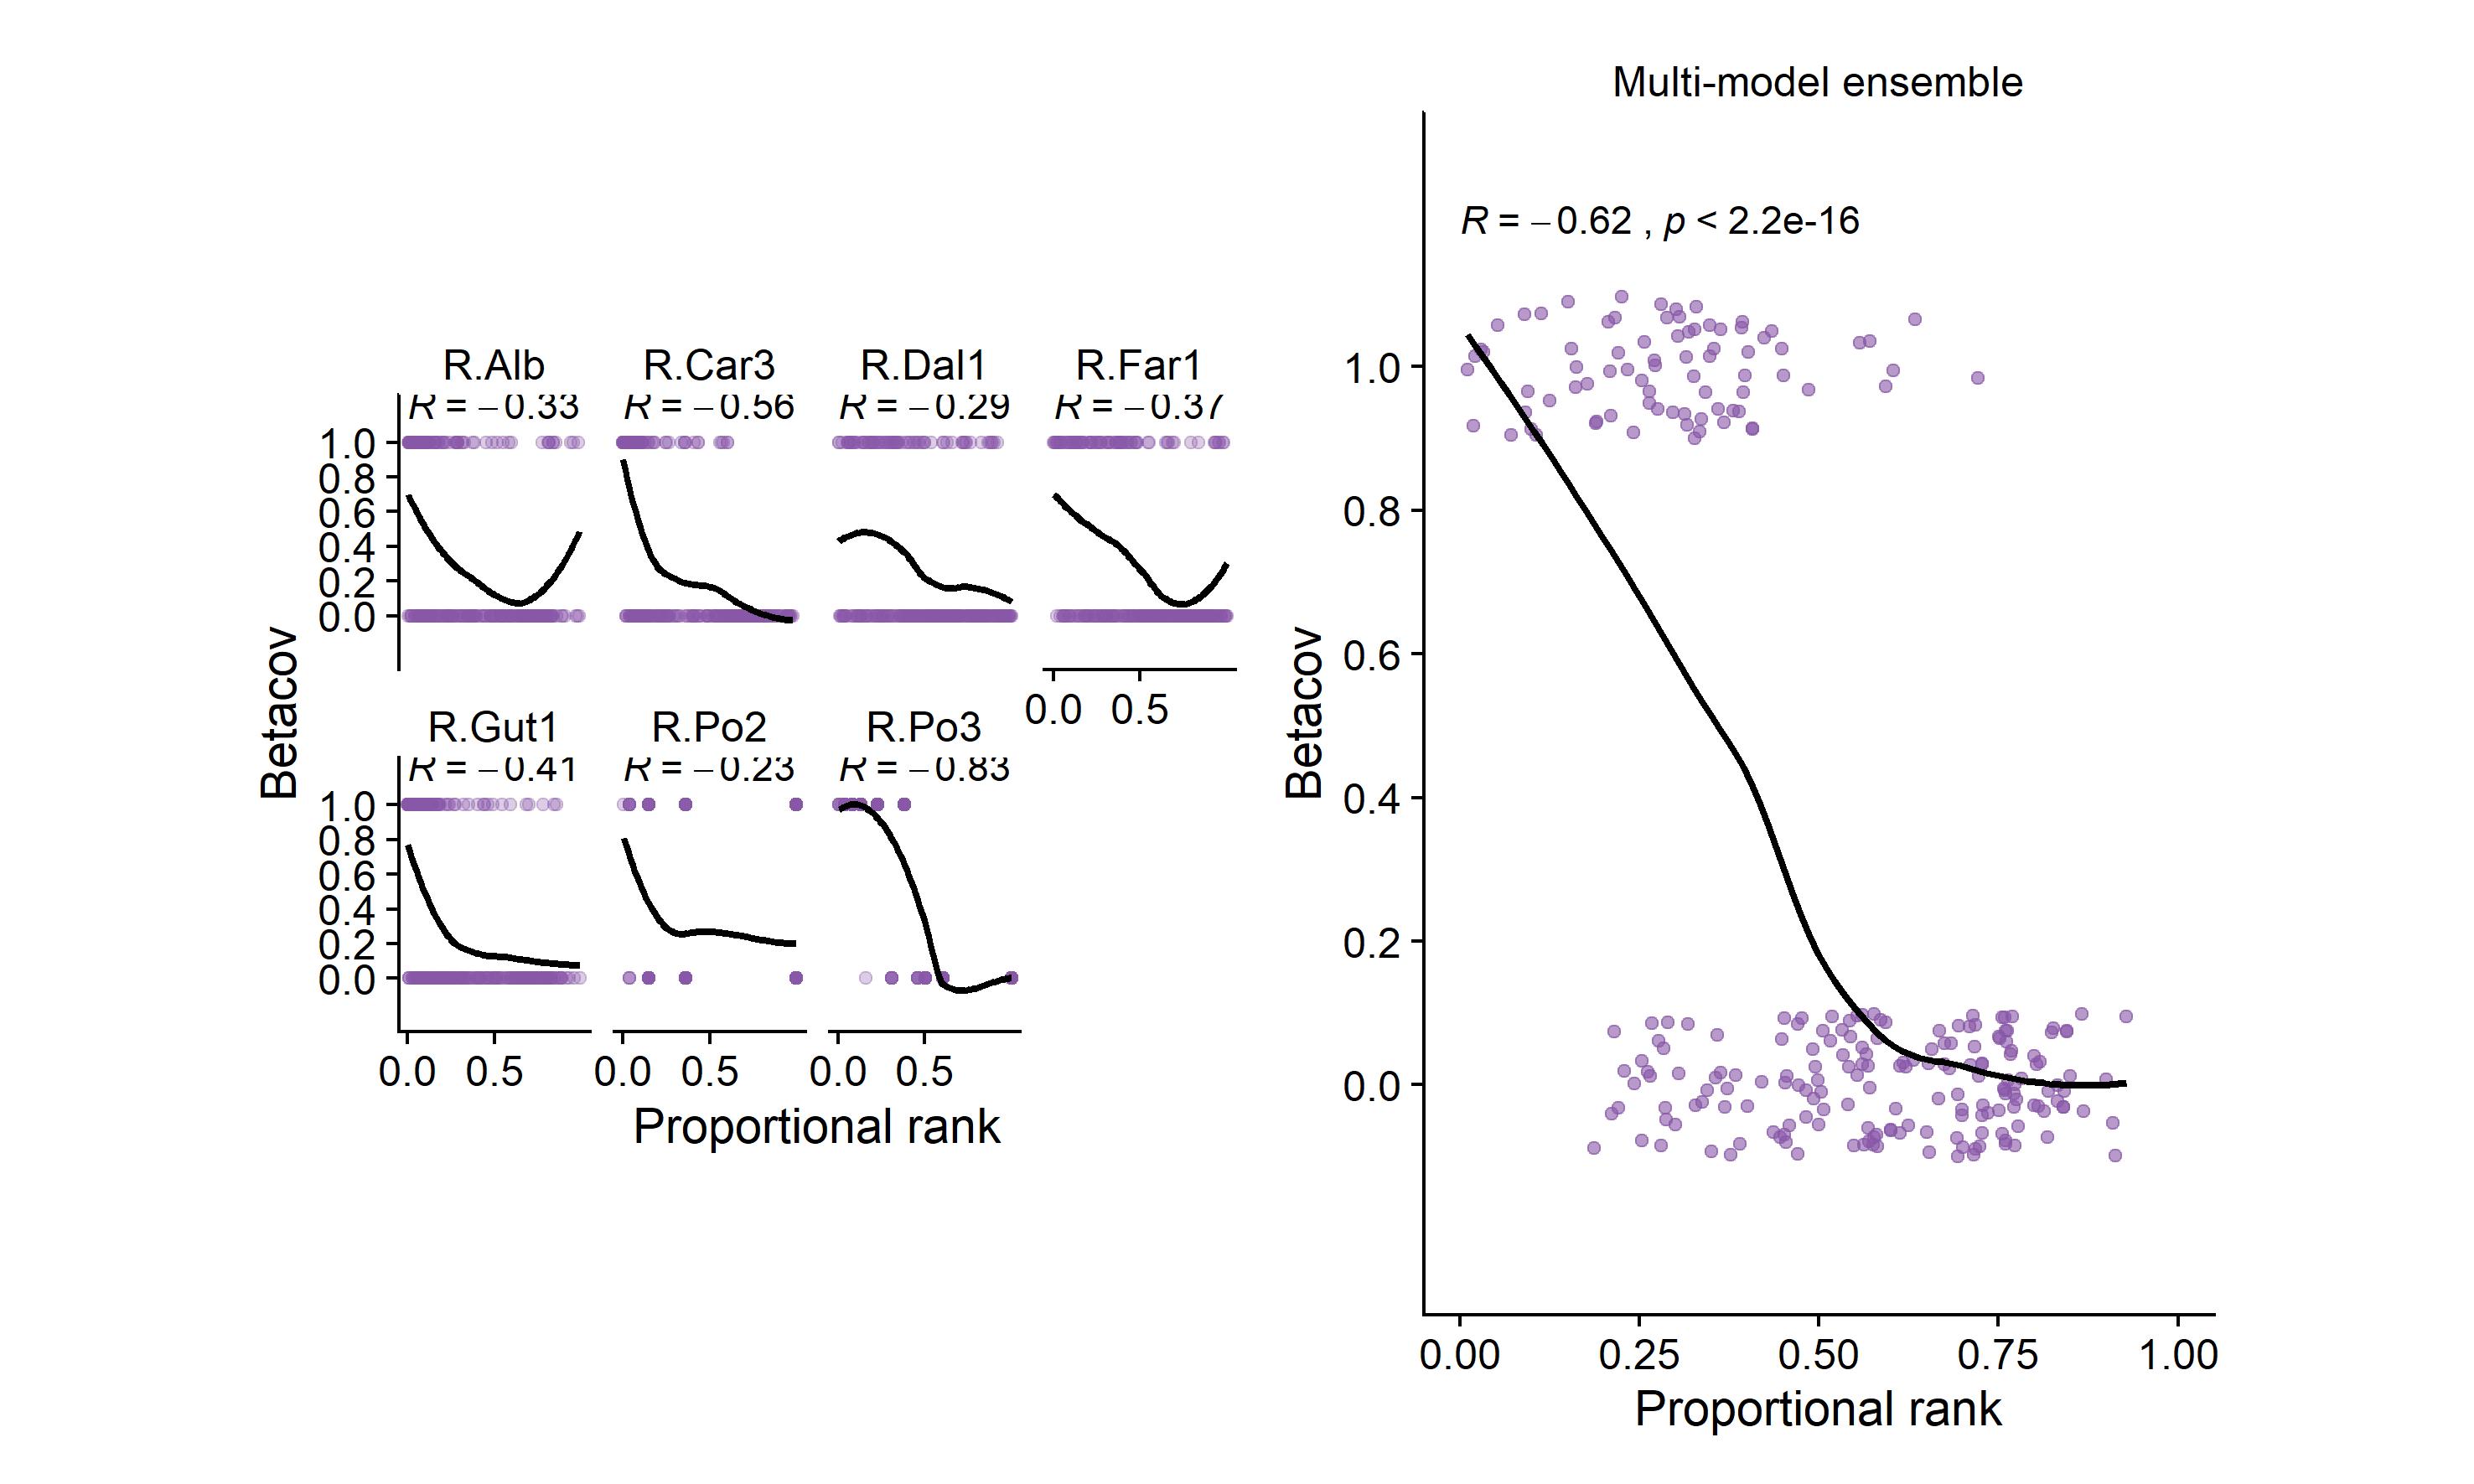 Multi-model ensemble
R = −0.62 , p < 2.2e-16
Betacov
1.0
0.8
0.6
0.4
0.2
0.0
0.00 0.25 0.50 0.75 1.00
Proportional rank
R.Alb R.Car3 R.Dal1 R.Far1
R = −0.33 R = −0.56 R = −0.29 R = −0.37
1.0
0.8
0.6
0.4
0.2
0.0
0.0 0.5
Betacov
R.Gut1 R.Po2 R.Po3
R = −0.41 R = −0.23 R = −0.83
1.0
0.8
0.6
0.4
0.2
0.0
0.0 0.5 0.0 0.5 0.0 0.5
Proportional rank